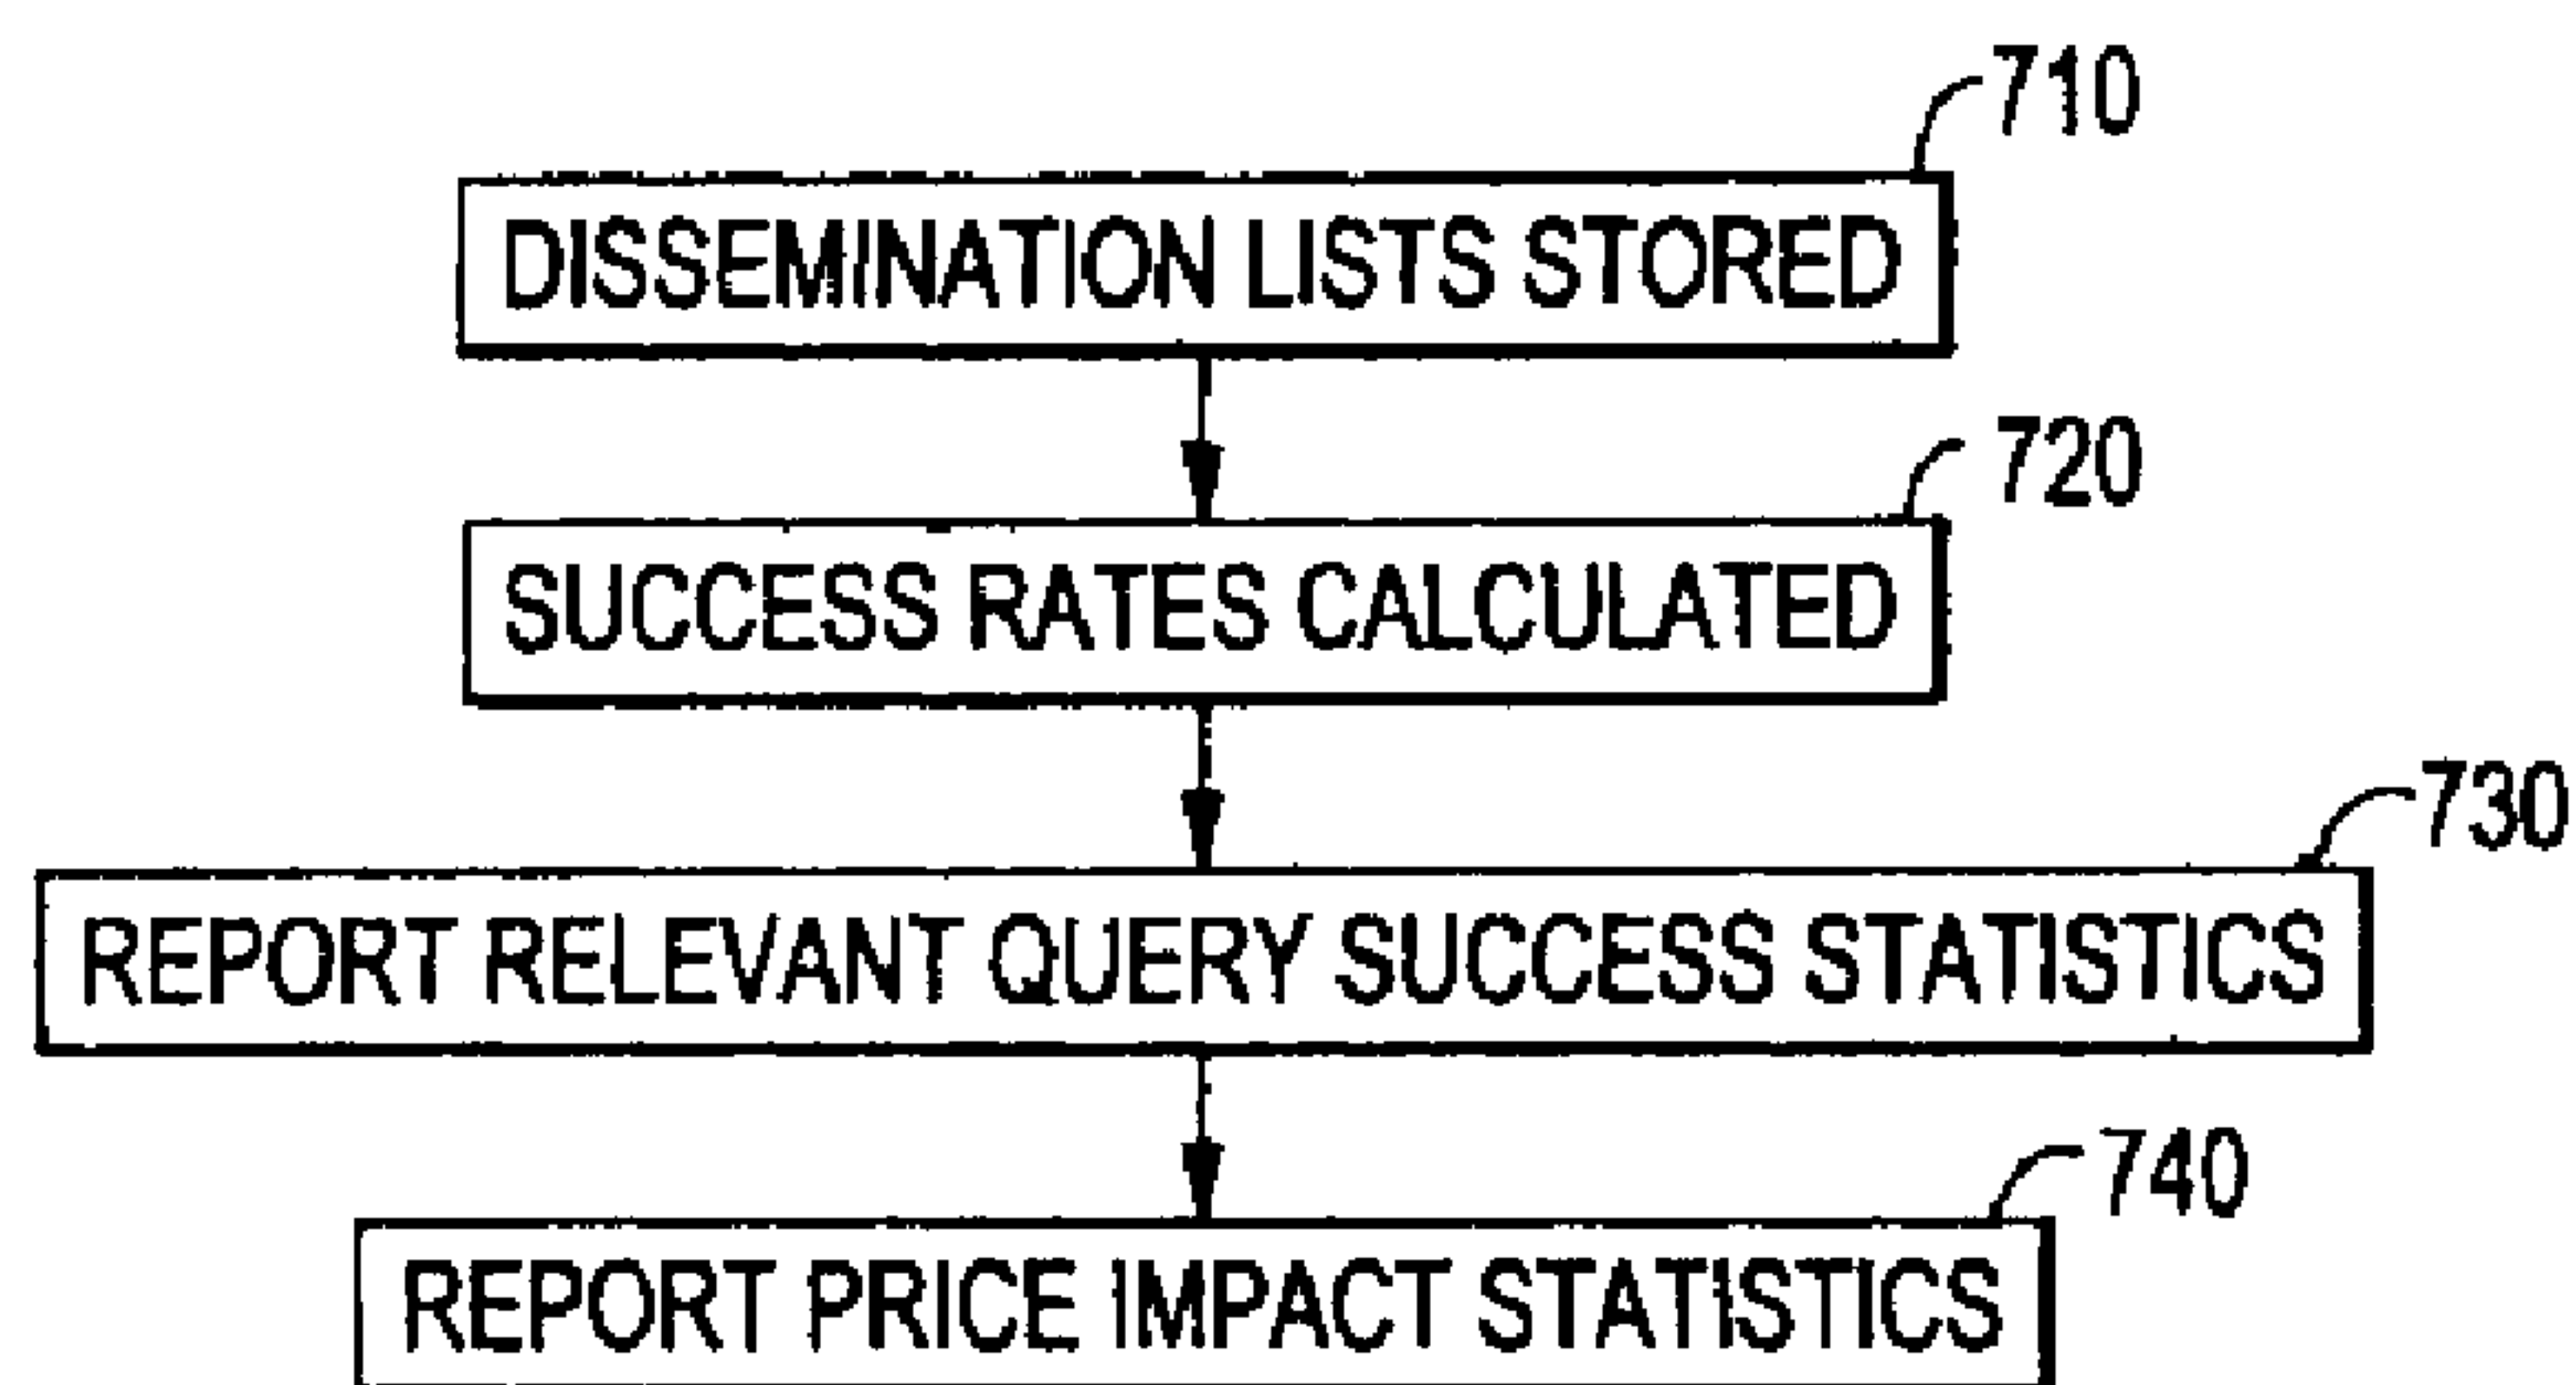 710
DISSEMINATION LISTS STORED
720
SUCCESS RATES CALCULATED
730
REPORT RELEVANT QUERY SUCCESS STATISTICS
740
REPORT PRICE IMPACT STATISTICS